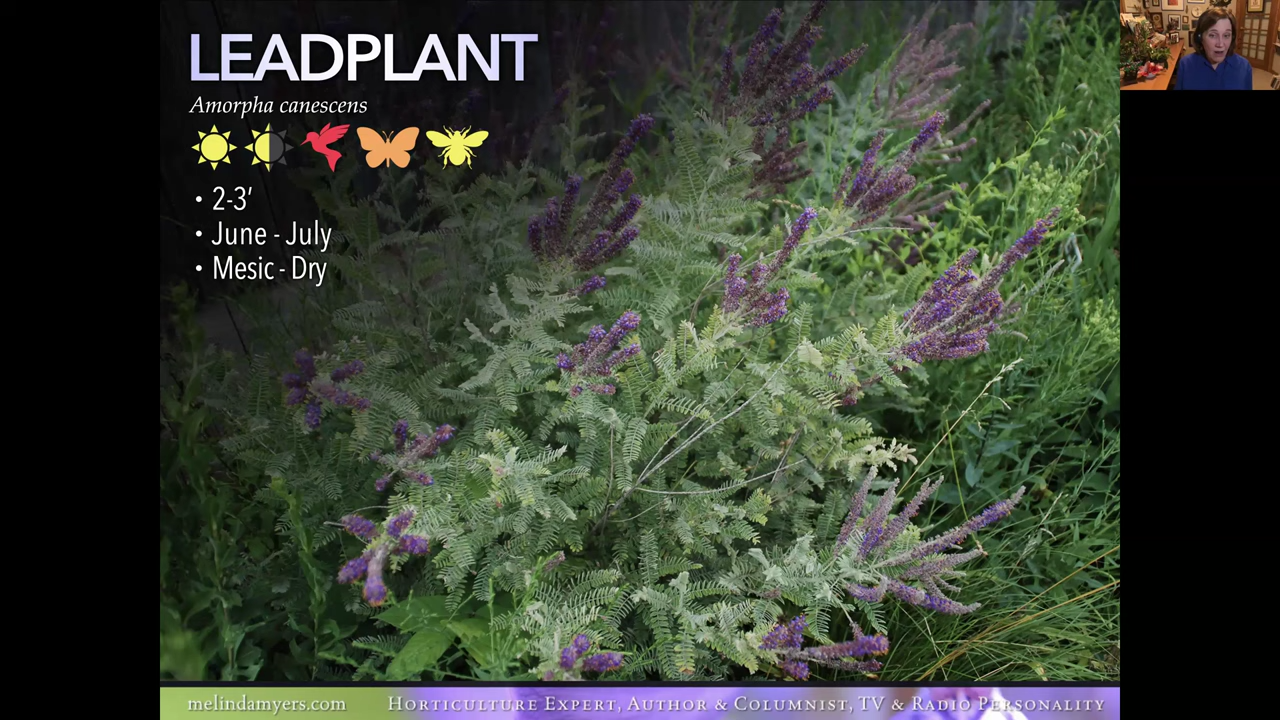 LEADPLANT
Amorpha canescens
• 2-3'
• June - July
• Mesic - Dry
melindamyers.com HORTICULTURE EXPERT, AUTHOR & COLUMNIST, TV & RADIO PERSONALITY